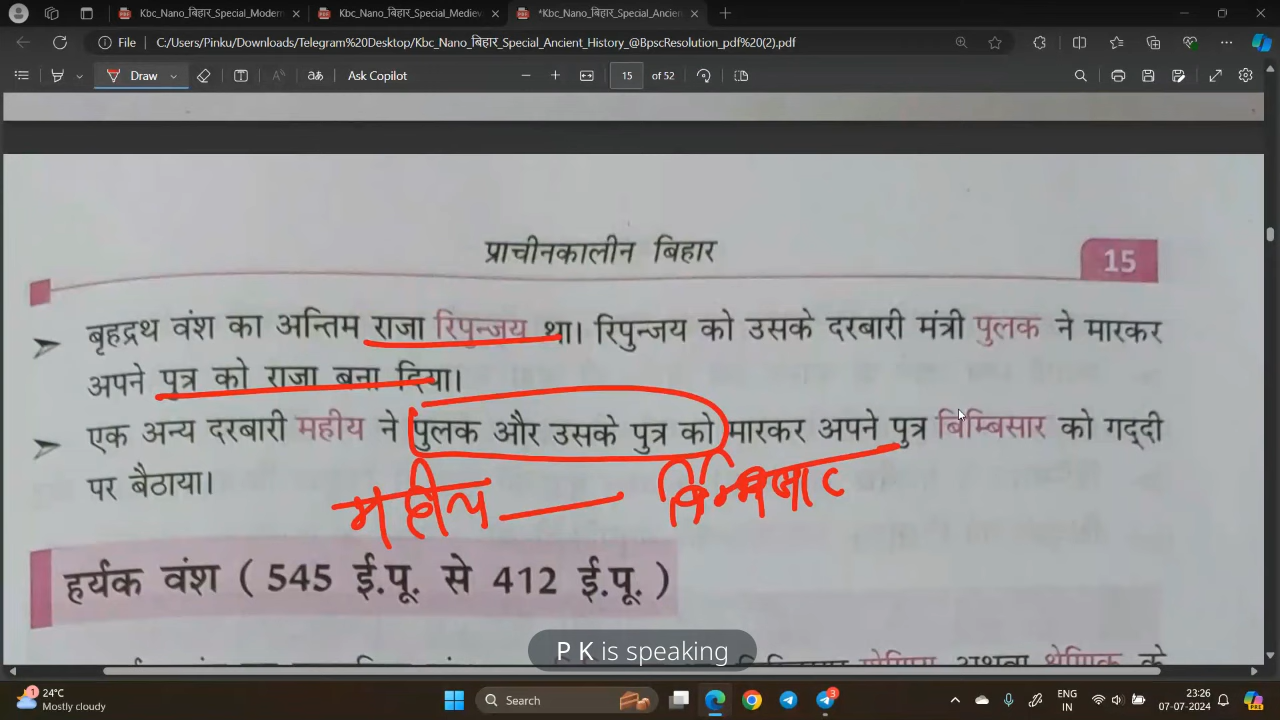 Kbc_Nano_बिहार_Special_Modern
Kbc_Nano_बिहार_Special_Mediev
*Kbc_Nano_बिहार_Special_Ancien
File C:/Users/Pinku/Downloads/Telegram%20Desktop/Kbc_Nano_बिहार_Special_Ancient_History_@BpscResolution_pdf%20(2).pdf
Draw Ask Copilot 15 of 52
प्राचीनकालीन बिहार 15
बृहद्रथ वंश का अन्तिम राजा रिपुन्जय था। रिपुन्जय को उसके दरबारी मंत्री पुलक ने मारकर
अपने पुत्र को राजा बना दिया।
एक अन्य दरबारी महीय ने पुलक और उसके पुत्र को मारकर अपने पुत्र बिम्बिसार को गद्दी
पर बैठाया।
महीय
हर्यक वंश ( 545 ई.पू. से 412 ई.पू. )
P K is speaking
अथवा श्रेणिक के
1 24°C
Mostly cloudy
Search
3
ENG
IN
23:26
07-07-2024